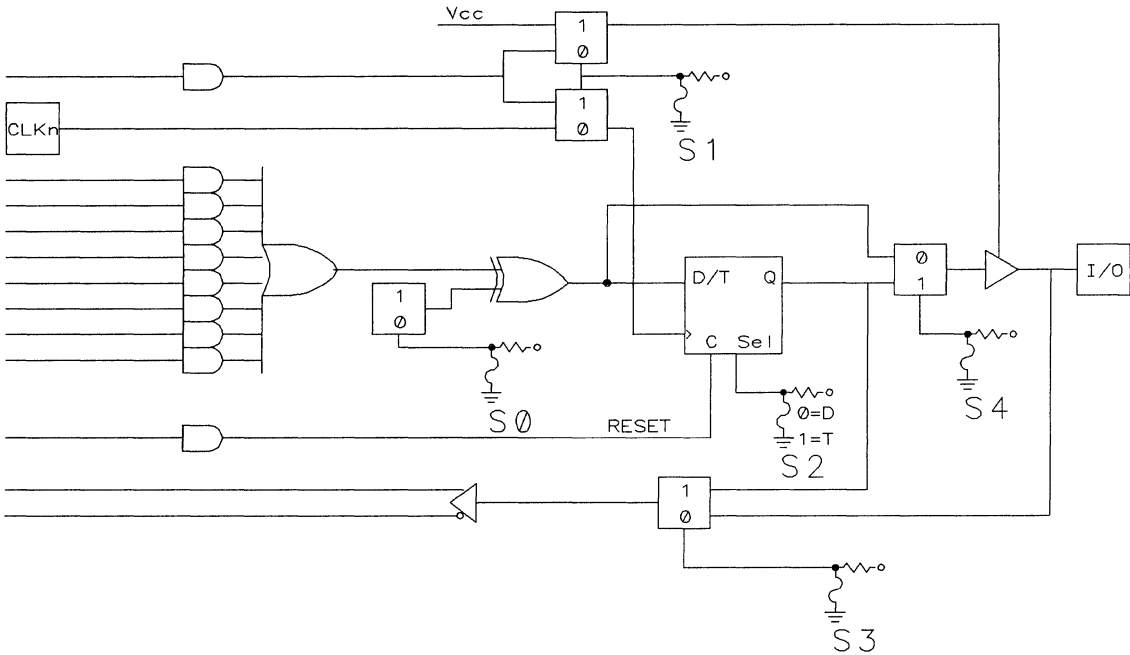 Vcc
1
Ø
1
Ø
CLKn
S1
Ø
1
I/O
D/T Q
C Sel
1
Ø
SØ
S4
Ø=D
1=T
S2
RESET
1
Ø
S3